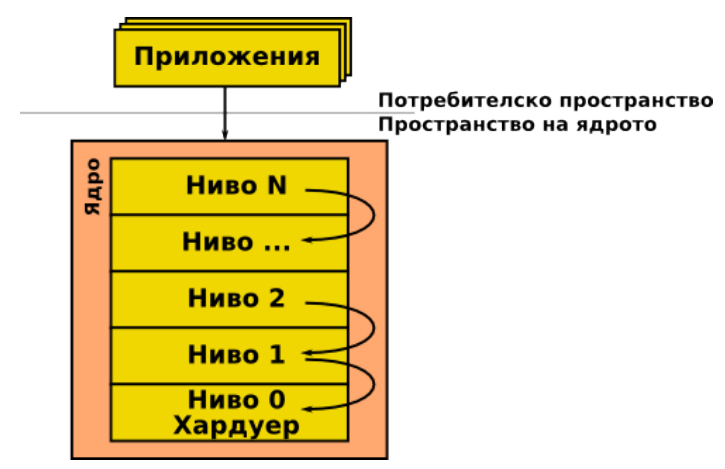 Приложения
Потребителско пространство
Пространство на ядрото
Ядро
Ниво N
Ниво ...
Ниво 2
Ниво 1
Ниво 0
Хардуер